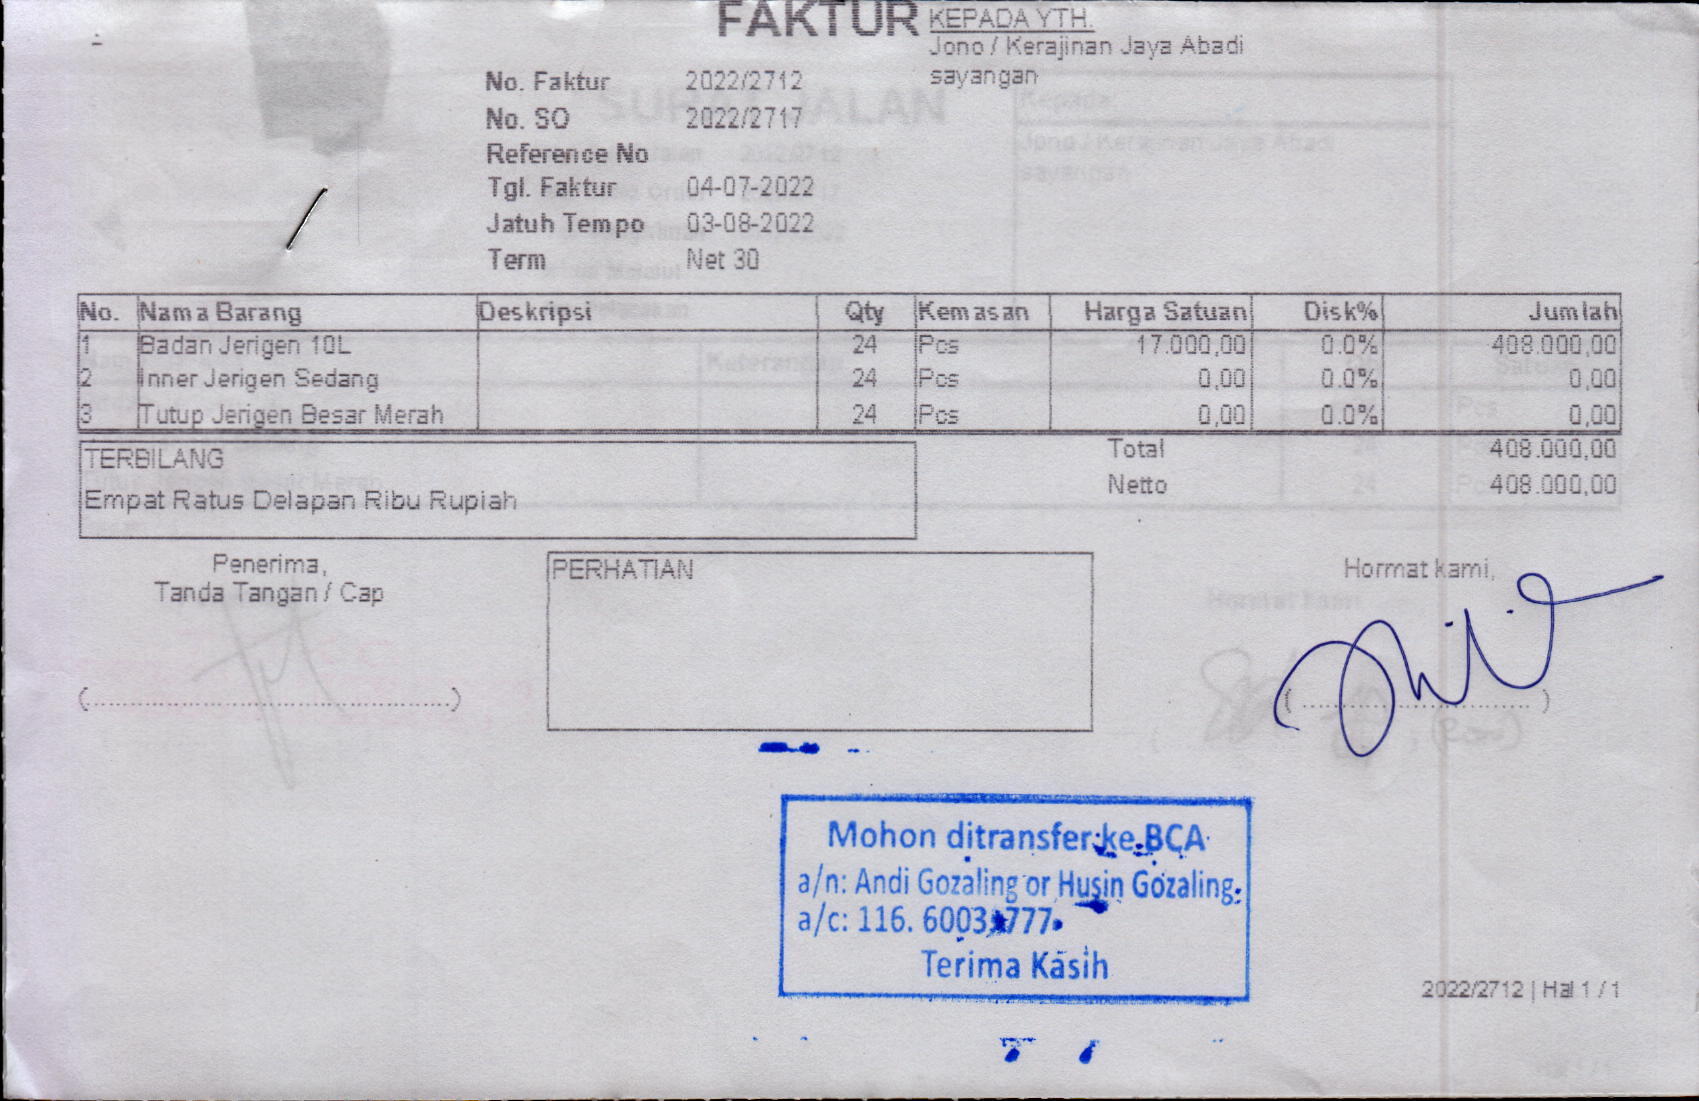 FAKTUR
KEPADA YTH.
Jono / Kerajinan Jaya Abadi
sayangan
No. Faktur 2022/2712
No. SO 2022/2717
Reference No
Tgl. Faktur 04-07-2022
Jatuh Tempo 03-08-2022
Term Net 30
No. Nama Barang Deskripsi Qty Kemasan Harga Satuan Disk% Jumlah
1 Badan Jerigen 10L 24 Pcs 17.000,00 0.0% 408.000,00
2 Inner Jerigen Sedang 24 Pcs 0,00 0.0% 0,00
3 Tutup Jerigen Besar Merah 24 Pcs 0,00 0.0% 0,00
Total 408.000,00
Netto 408.000,00
TERBILANG
Empat Ratus Delapan Ribu Rupiah
Penerima,
Tanda Tangan / Cap
(....................)
PERHATIAN
Hormat kami,
(....................)
Mohon ditransfer ke BCA
a/n: Andi Gozaling or Husin Gozaling
a/c: 116.
Terima Kasih
2022/2712 | Hal 1 / 1